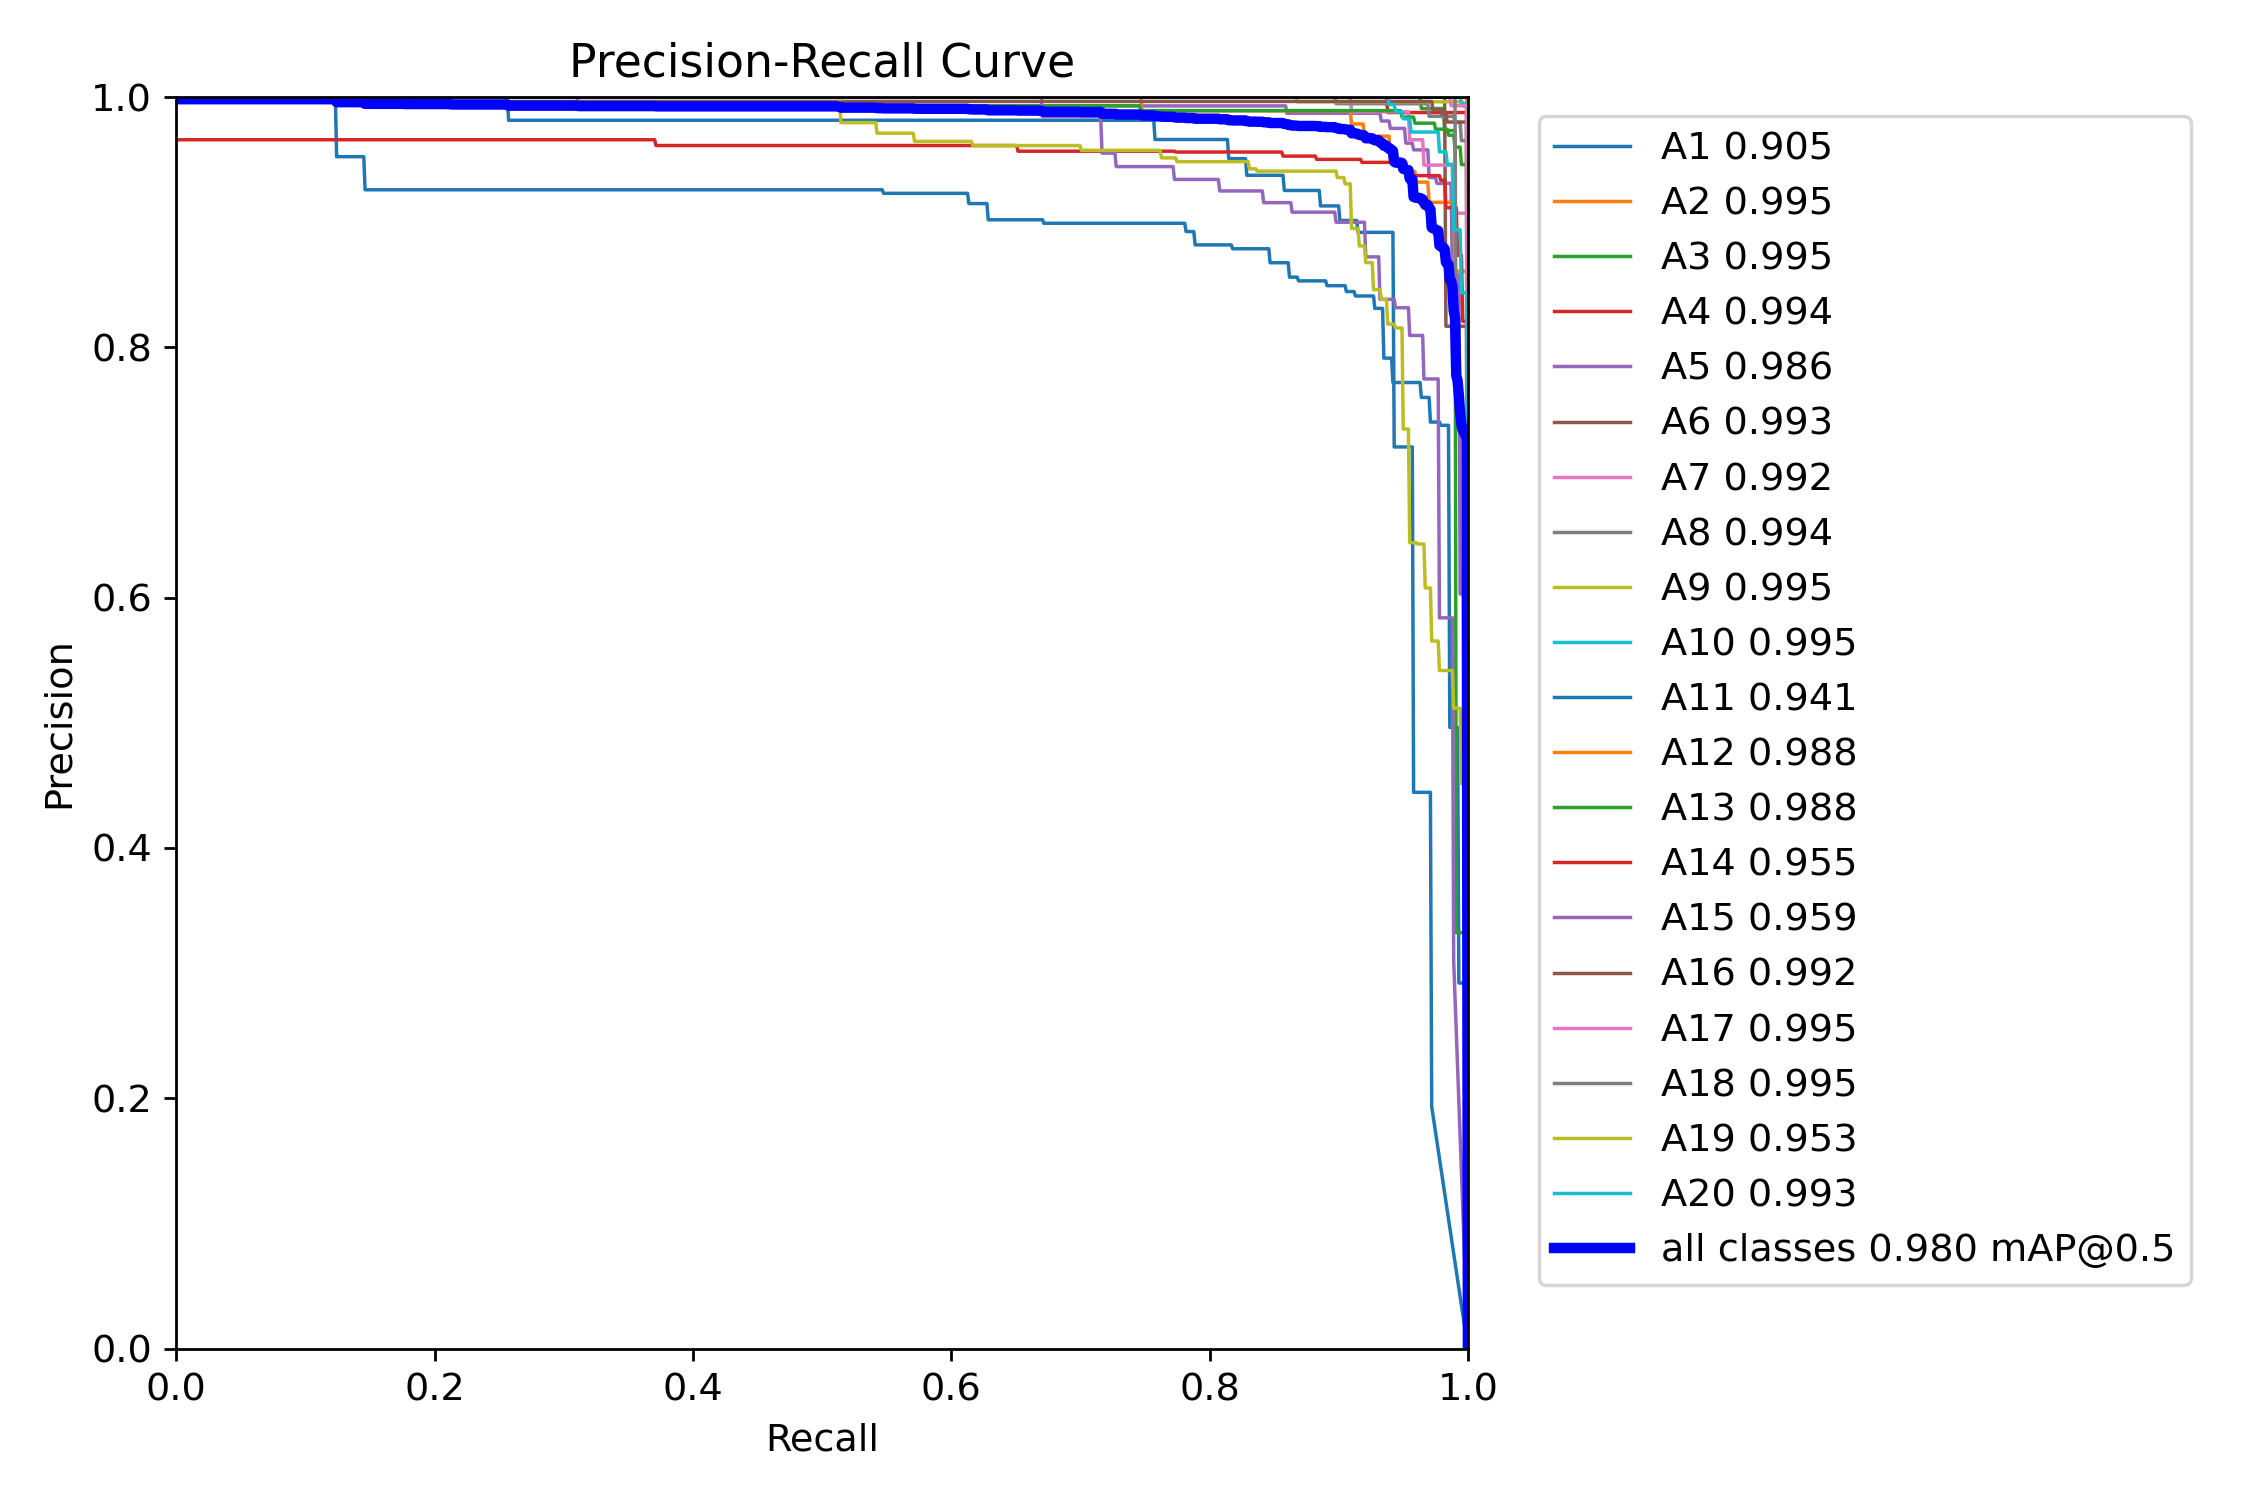 Precision-Recall Curve
1.0
0.8
0.6
0.4
0.2
0.0
Precision
0.0 0.2 0.4 0.6 0.8 1.0
Recall
A1 0.905
A2 0.995
A3 0.995
A4 0.994
A5 0.986
A6 0.993
A7 0.992
A8 0.994
A9 0.995
A10 0.995
A11 0.941
A12 0.988
A13 0.988
A14 0.955
A15 0.959
A16 0.992
A17 0.995
A18 0.995
A19 0.953
A20 0.993
all classes 0.980 mAP@0.5